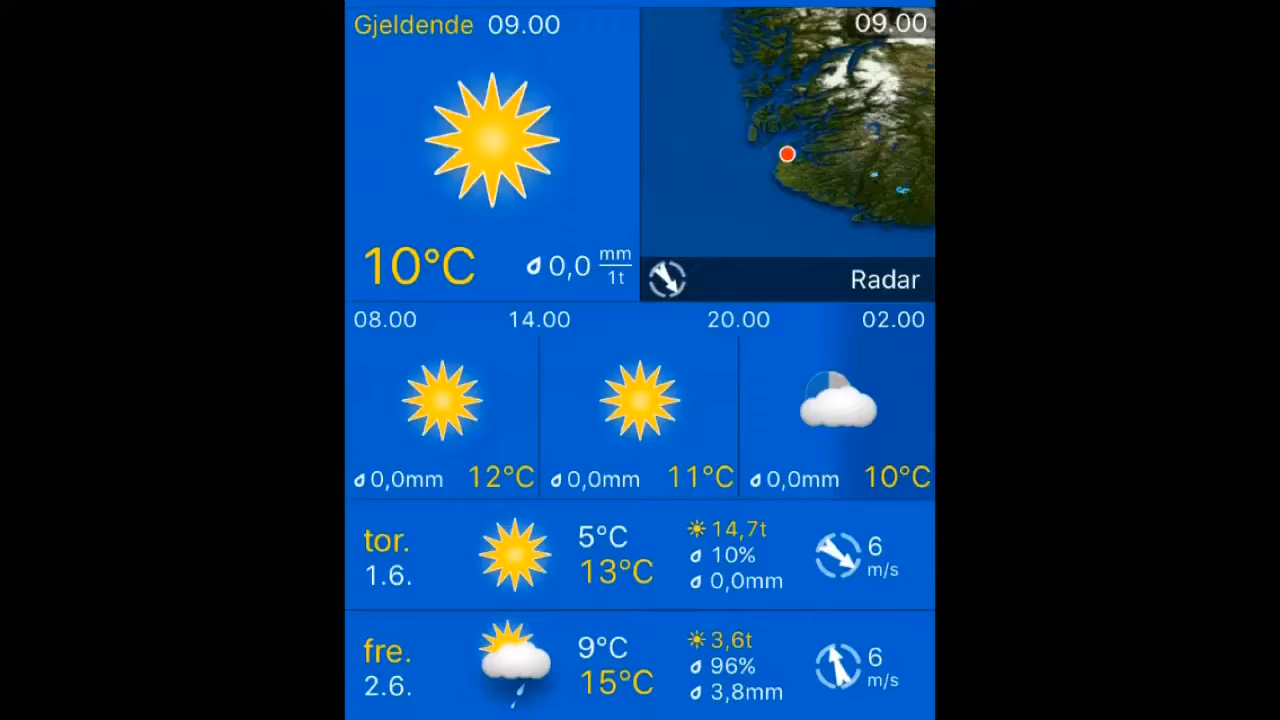 Gjeldende 09.00
09.00
10°C 0,0 mm/1t
Radar
08.00 14.00 20.00 02.00
0,0mm 12°C 0,0mm 11°C 0,0mm 10°C
tor.
1.6.
5°C
13°C
14,7t
10%
0,0mm
6
m/s
fre.
2.6.
9°C
15°C
3,6t
96%
3,8mm
6
m/s